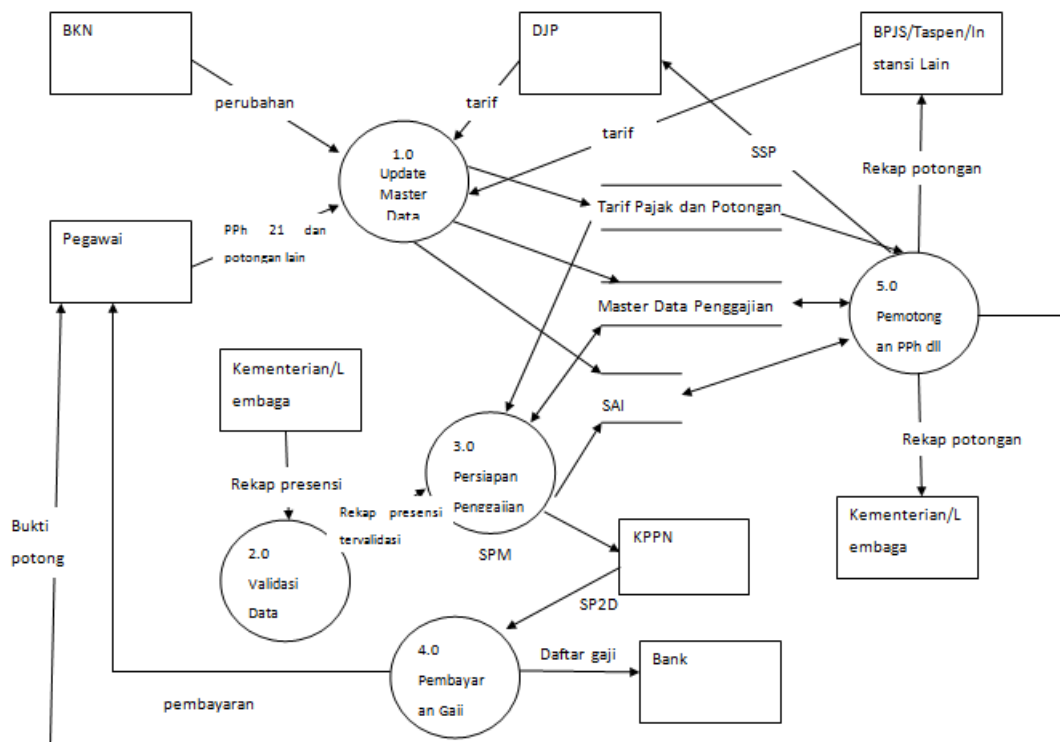 BKN
DJP
BPJS/Taspen/In
stansi Lain
perubahan
tarif
tarif
SSP
1.0
Update
Master
Data
Rekap potongan
Tarif Pajak dan Potongan
Pegawai
PPh 21 dan
potongan lain
5.0
Pemotong
an PPh dll
Master Data Penggajian
Kementerian/L
embaga
SAI
3.0
Persiapan
Penggajian
Rekap potongan
Rekap presensi
Rekap presensi
tervalidasi
Kementerian/L
embaga
Bukti
potong
2.0
Validasi
Data
SPM
KPPN
SP2D
4.0
Pembayar
an Gaji
Daftar gaji
Bank
pembayaran